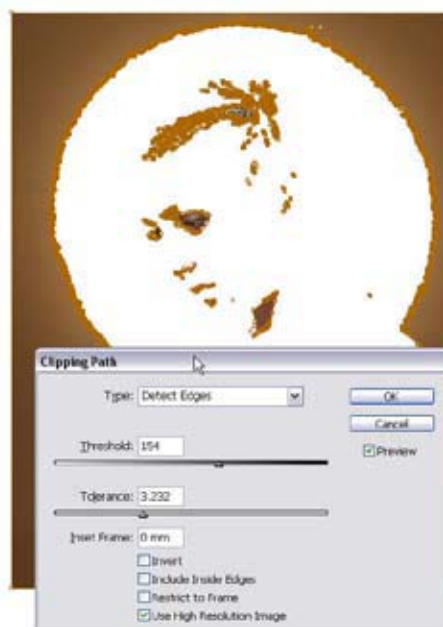 Clipping Path
Type: Detect Edges
OK
Cancel
Threshold: 154
Preview
Tolerance: 3.232
Inset Frame: 0 mm
Invert
Include Inside Edges
Restrict to Frame
Use High Resolution Image